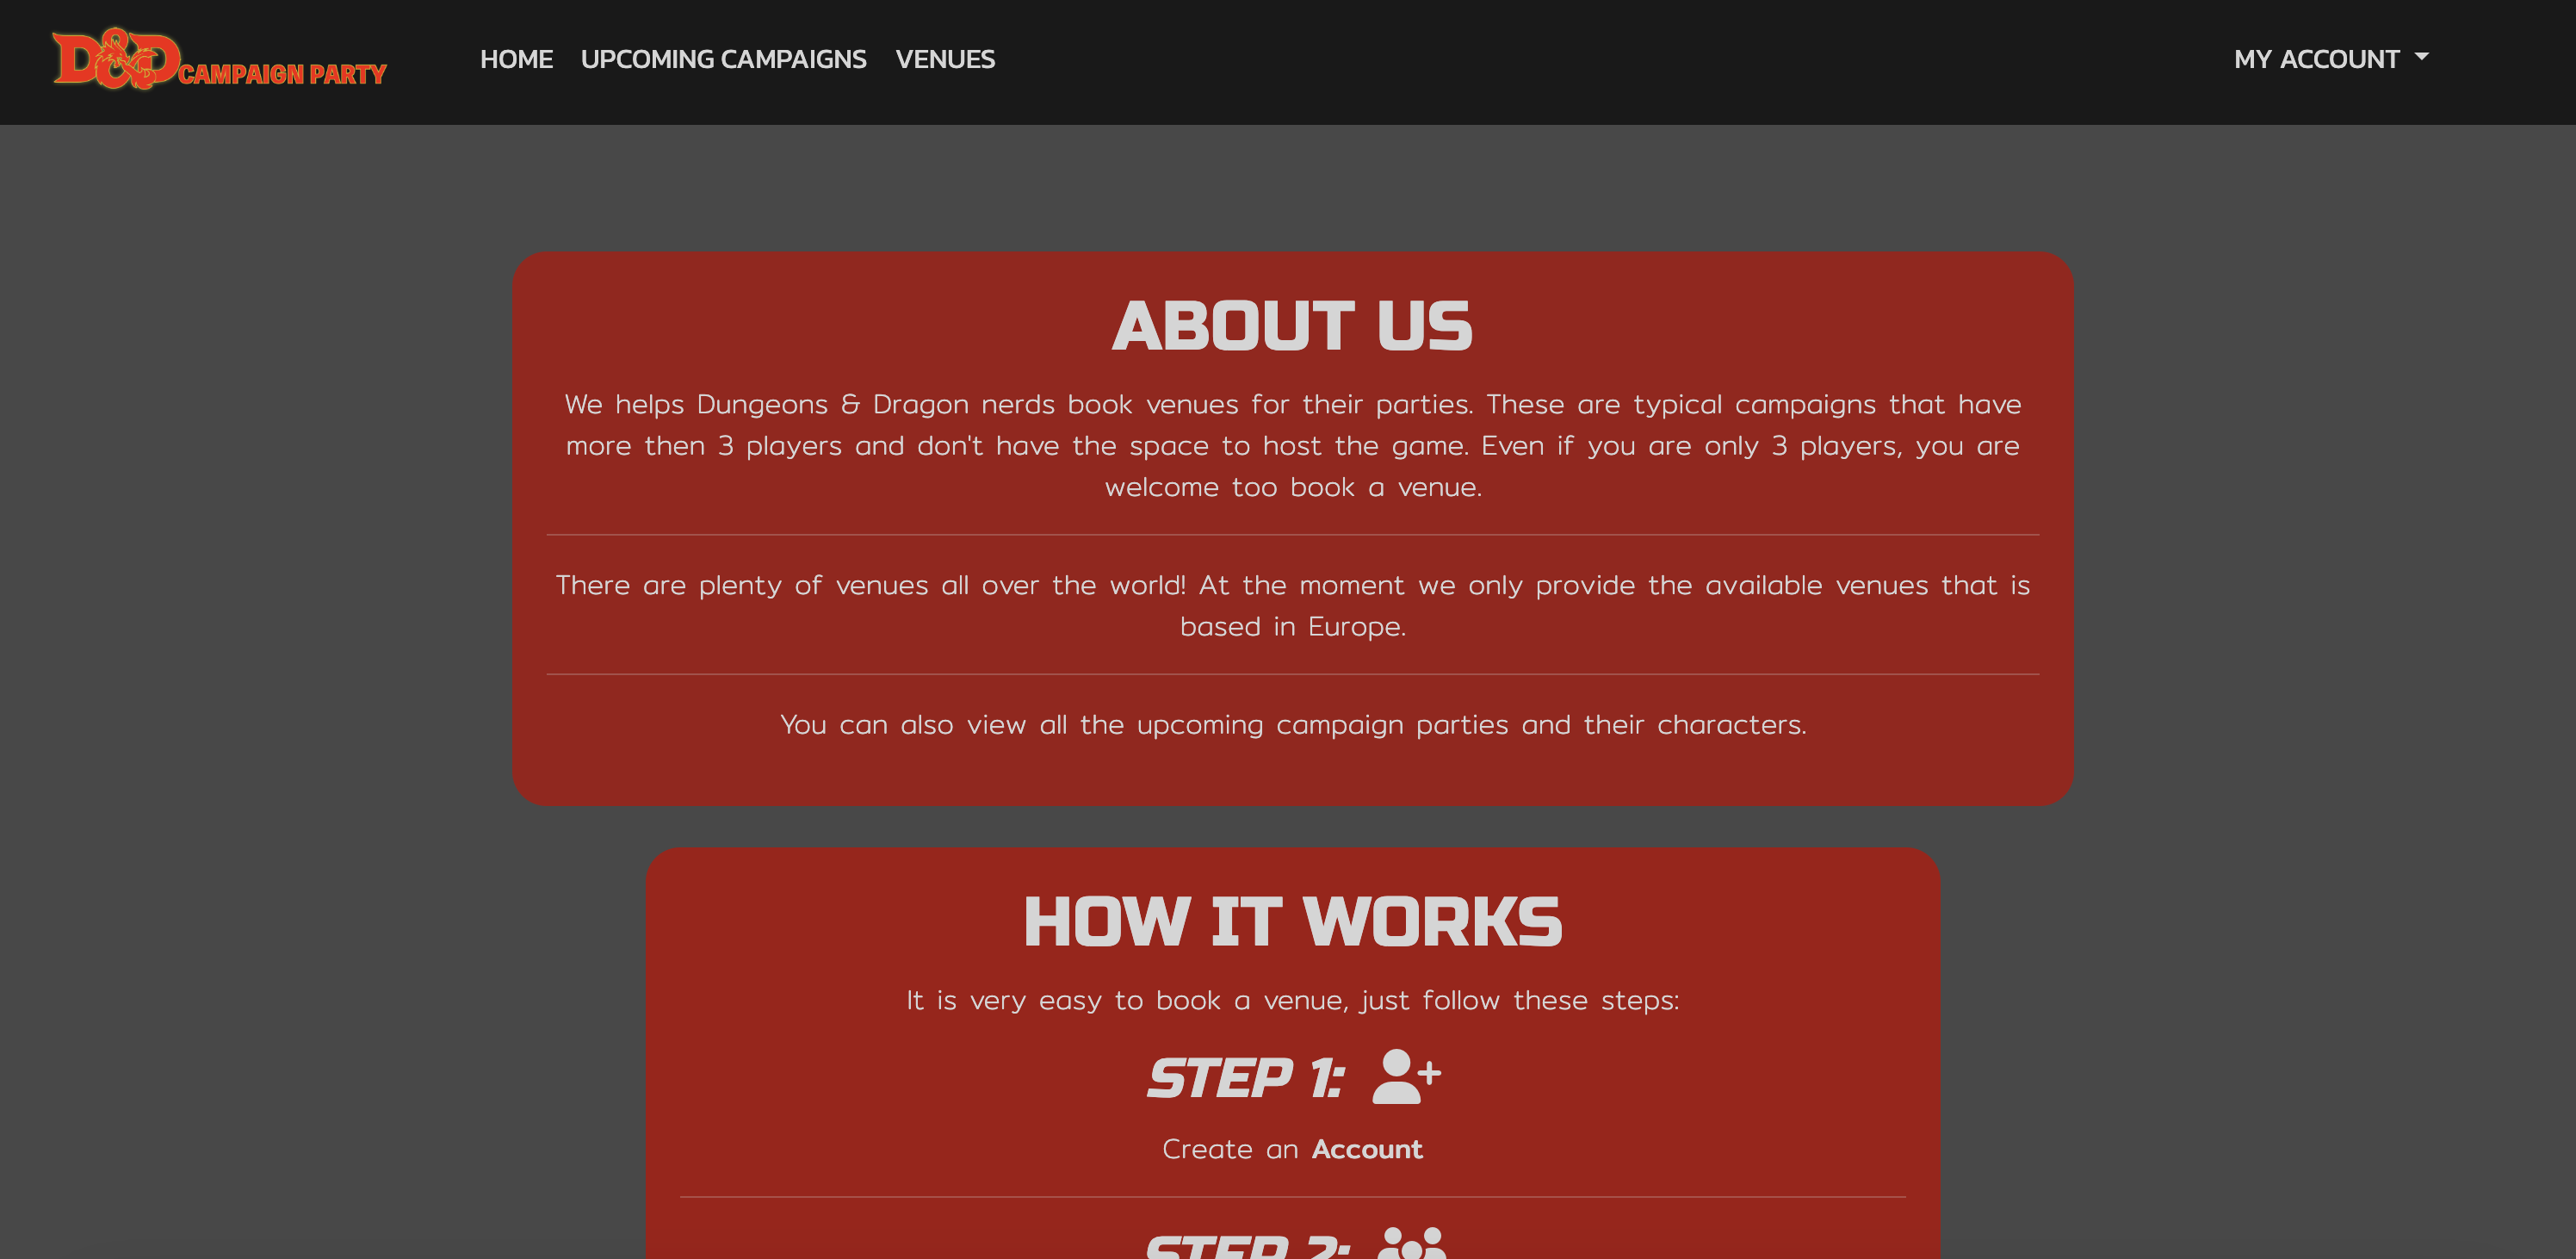 D&D CAMPAIGN PARTY
HOME UPCOMING CAMPAIGNS VENUES MY ACCOUNT
ABOUT US
We helps Dungeons & Dragon nerds book venues for their parties. These are typical campaigns that have
more then 3 players and don't have the space to host the game. Even if you are only 3 players, you are
welcome too book a venue.
There are plenty of venues all over the world! At the moment we only provide the available venues that is
based in Europe.
You can also view all the upcoming campaign parties and their characters.
HOW IT WORKS
It is very easy to book a venue, just follow these steps:
STEP 1:
Create an Account
STEP 2: